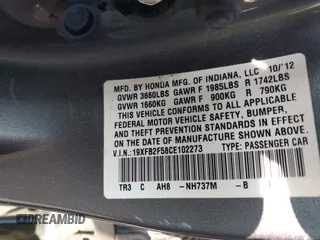 MFD. BY HONDA MFG. OF INDIANA, LLC 10/12
GVWR 3660LBS GAWR F 1985LBS R 1742LBS
GVWR 1660KG GAWR F 900KG R 790KG
THIS VEHICLE CONFORMS TO ALL APPLICABLE
FEDERAL MOTOR VEHICLE SAFETY, BUMPER,
AND THEFT PREVENTION STANDARDS IN EFFECT
ON THE DATE OF MANUFACTURE SHOWN ABOVE.
V.I.N.: 19XFB2F58CE102273 TYPE: PASSENGER CAR
TR3 C AH8 -NH737M -B
DREAMBID